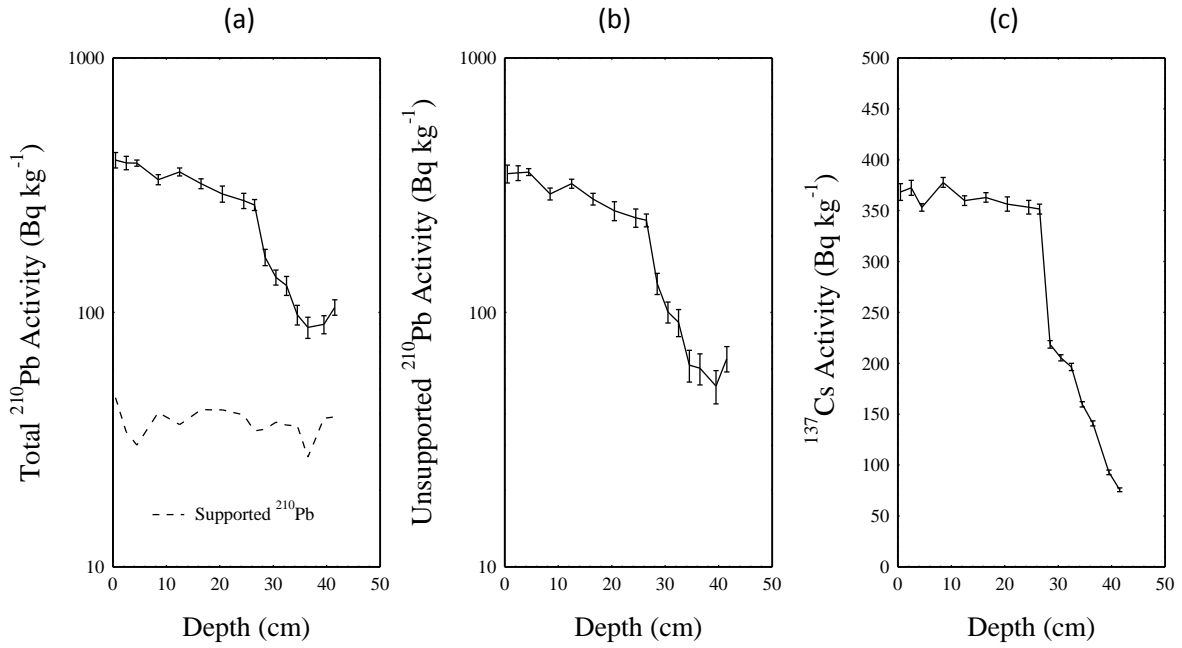 (a)
(b)
(c)
Total ²¹⁰Pb Activity (Bq kg⁻¹)
1000
100
10
Supported ²¹⁰Pb
0 10 20 30 40 50
Depth (cm)
Unsupported ²¹⁰Pb Activity (Bq kg⁻¹)
1000
100
10
0 10 20 30 40 50
Depth (cm)
¹³⁷Cs Activity (Bq kg⁻¹)
500
450
400
350
300
250
200
150
100
50
0
0 10 20 30 40 50
Depth (cm)